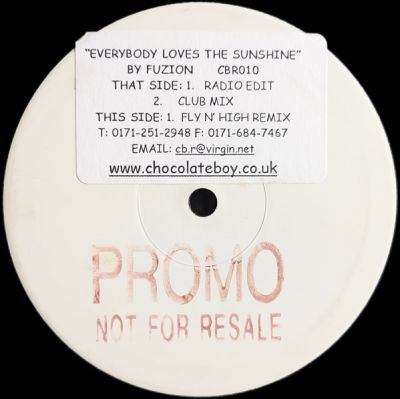 "EVERYBODY LOVES THE SUNSHINE"
BY FUZION CBR010
THAT SIDE: 1. RADIO EDIT
2. CLUB MIX
THIS SIDE: 1. FLY N' HIGH REMIX
T: 0171-251-2948 F: 0171-684-7467
EMAIL: cb.r@virgin.net
www.chocolateboy.co.uk
PROMO
NOT FOR RESALE